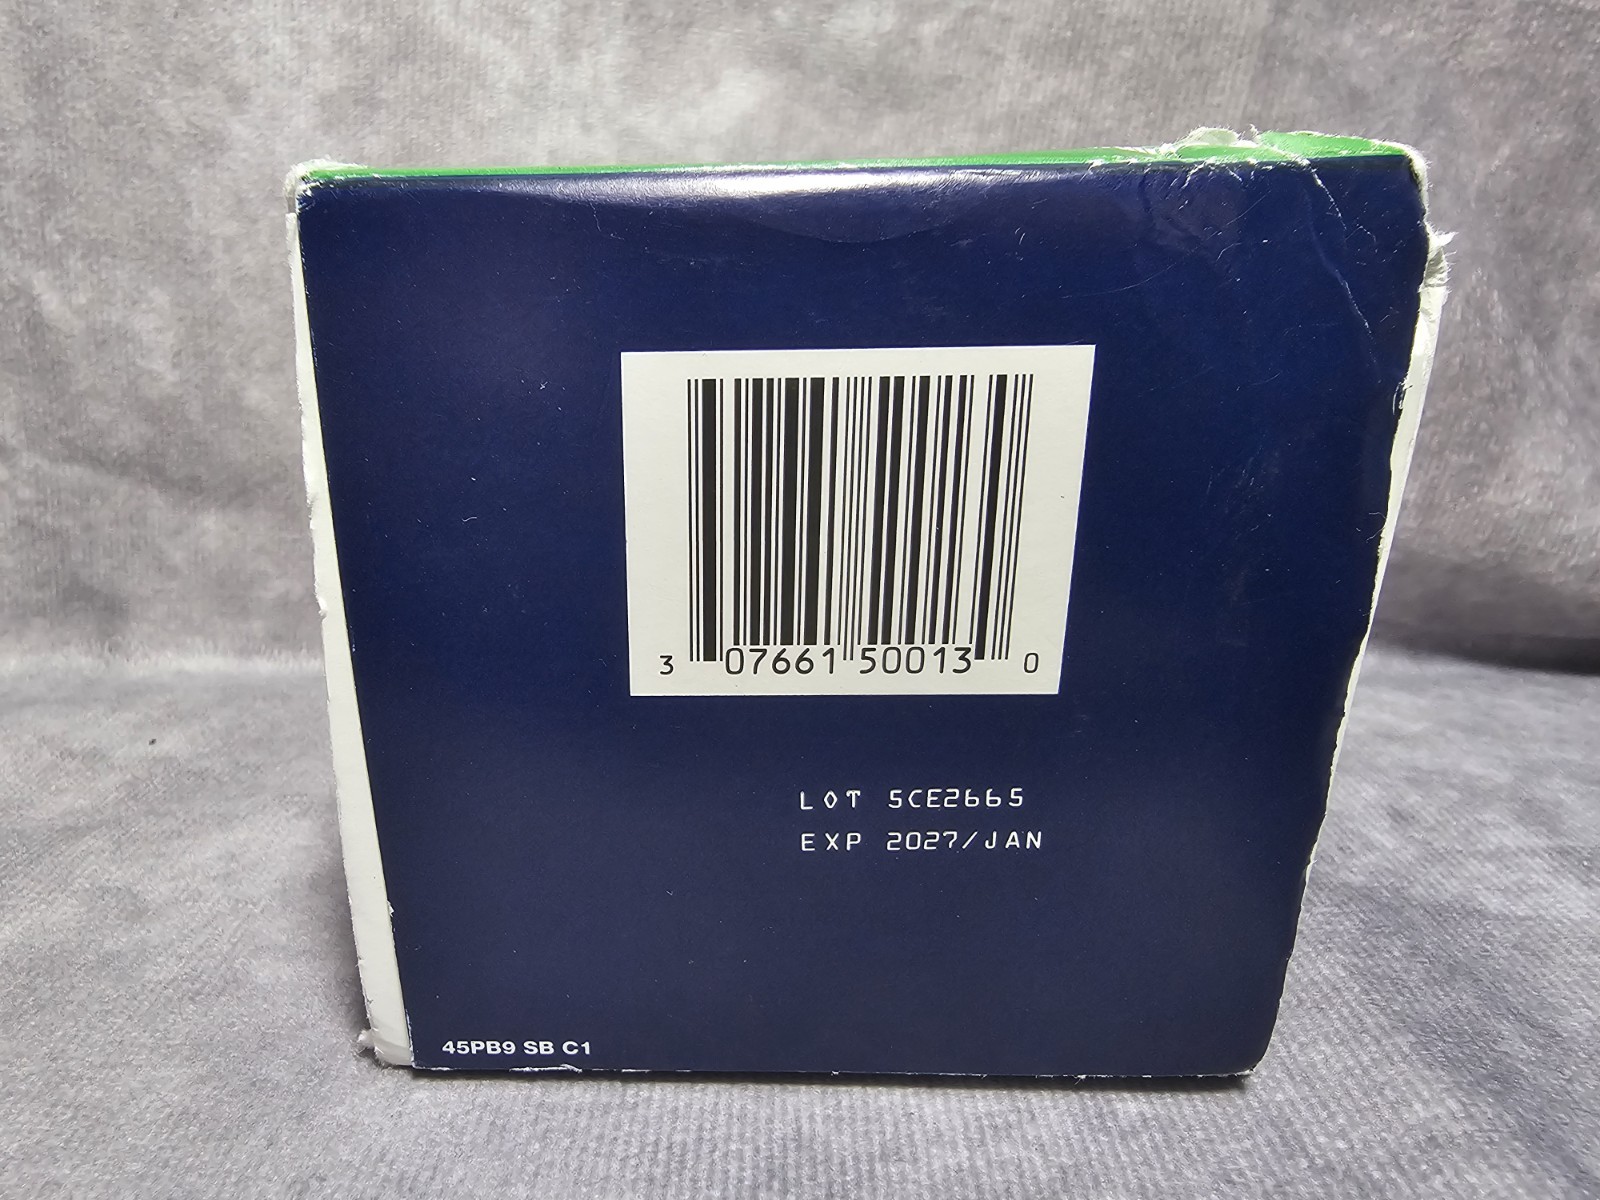 3 07661 50013 0
LOT 5CE2665
EXP 2027/JAN
45PB9 SB C1